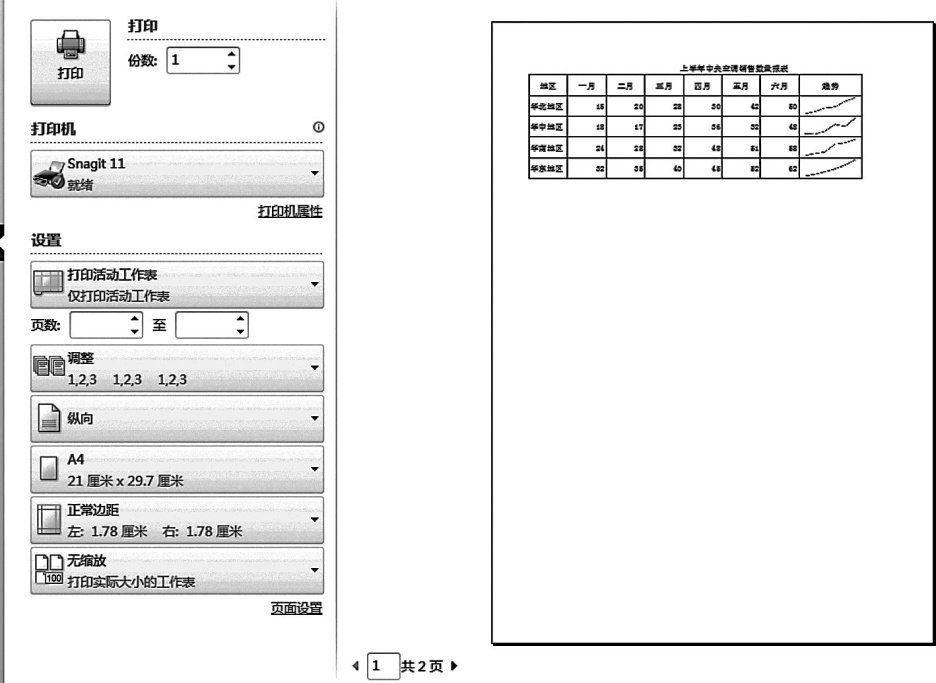 打印
打印
份数: 1
打印机
Snagit 11
就绪
打印机属性
设置
打印活动工作表
仅打印活动工作表
页数: 至
调整
1,2,3 1,2,3 1,2,3
纵向
A4
21 厘米 x 29.7 厘米
正常边距
左: 1.78 厘米 右: 1.78 厘米
无缩放
100
打印实际大小的工作表
页面设置
上半年中央空调销售数量报表
地区 一月 二月 三月 四月 五月 六月 趋势
华北地区 15 20 28 30 42 50
华中地区 18 17 25 36 32 48
华南地区 24 28 32 48 51 58
华东地区 32 38 40 45 52 62
1 共2页